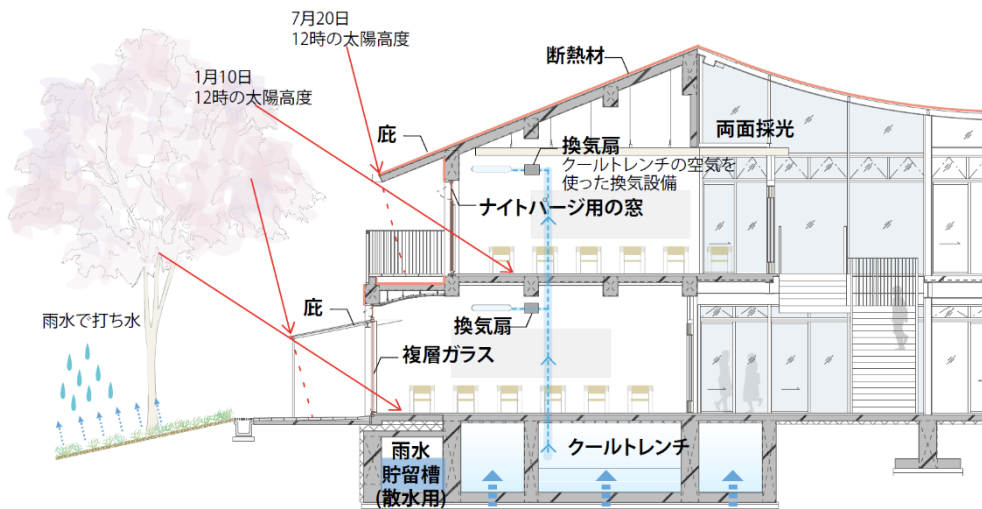 7月20日
12時の太陽高度
1月10日
12時の太陽高度
断熱材
庇
換気扇
クールトレンチの空気を
使った換気設備
両面採光
ナイトパージ用の窓
庇
換気扇
雨水で打ち水
複層ガラス
雨水
貯留槽
(散水用)
クールトレンチ